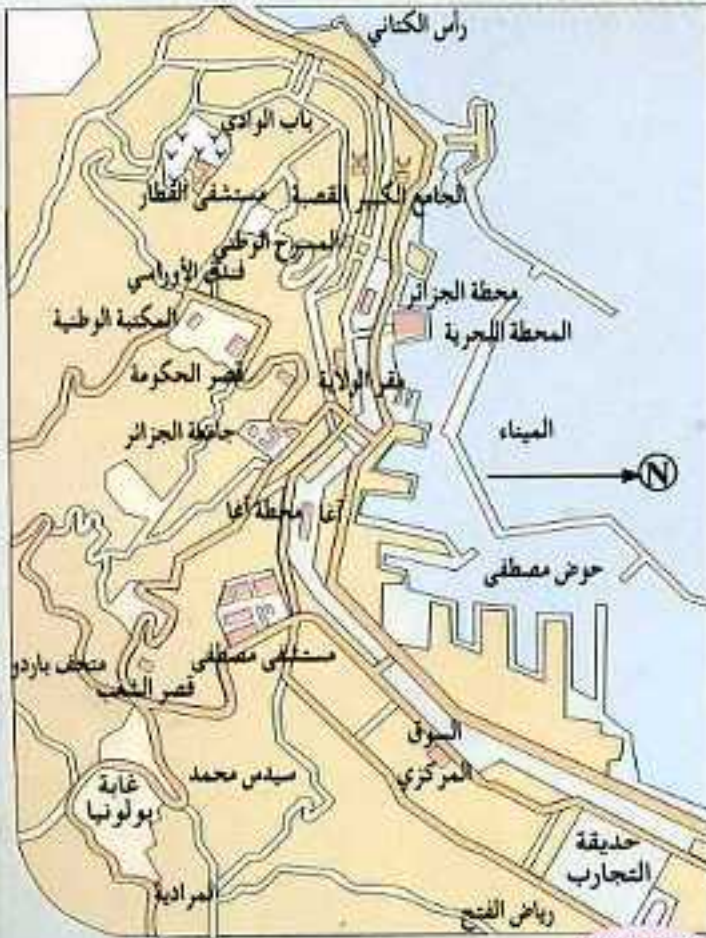 رأس الكتاني
باب الوادي
مستشفى القطار
الجامع الكبير القصبة
المسرح الوطني
فندق الأوراسي
محطة الجزائر
المكتبة الوطنية
المحطة البحرية
قصر الحكومة
مقر الولاية
جامعة الجزائر
الميناء
N
محطة آغا
آغا
حوض مصطفى
مستشفى مصطفى
متحف باردو
قصر الشعب
السوق
المركزي
سيدس محمد
غابة
بولونيا
حديقة
التجارب
المرادية
رياض الفتح